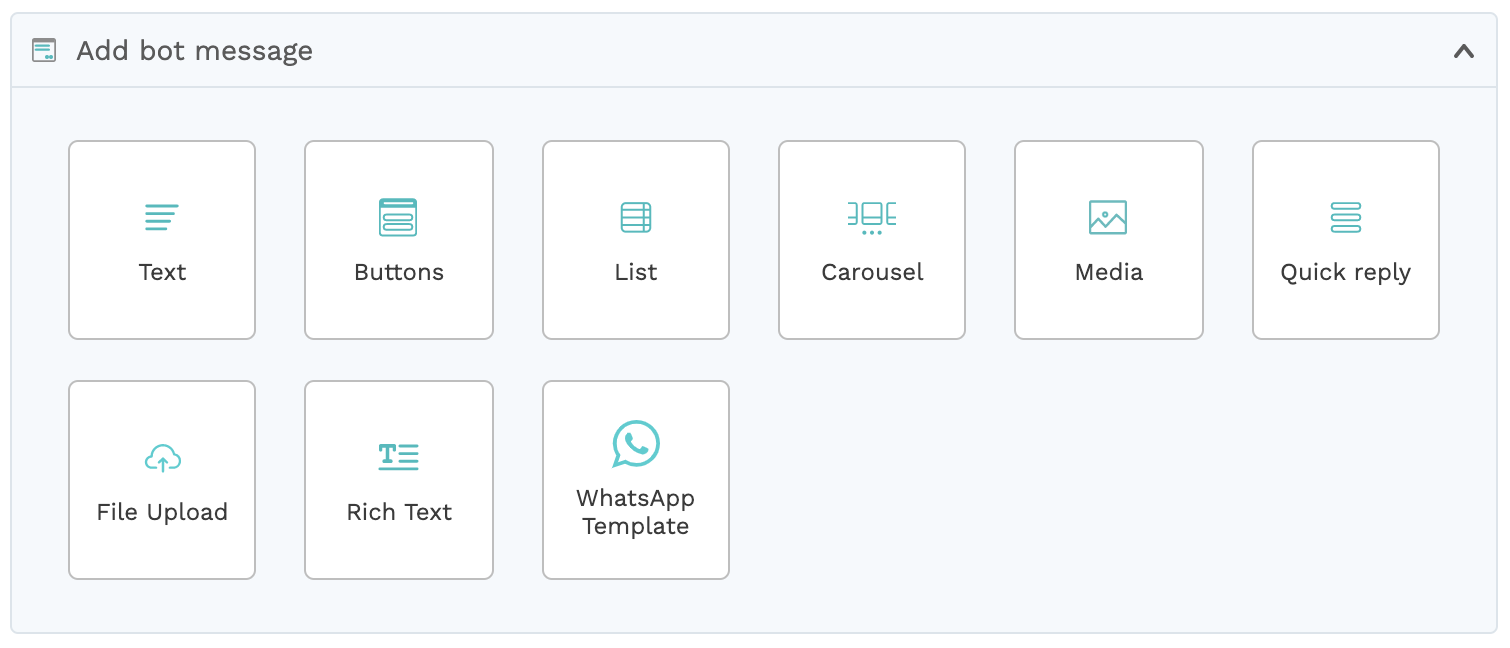 Add bot message
Text
Buttons
List
Carousel
Media
Quick reply
File Upload
Rich Text
WhatsApp
Template